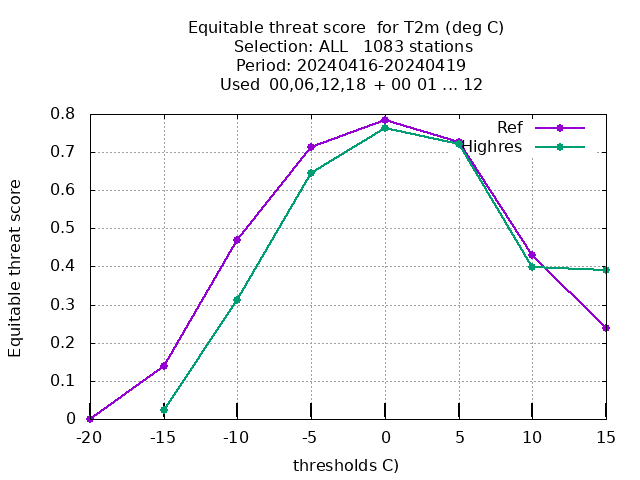 Equitable threat score  for T2m (deg C)
Selection: ALL   1083 stations
Period: 20240416-20240419
Used  00,06,12,18 + 00 01 ... 12
Ref
Highres
Equitable threat score
0.8
0.7
0.6
0.5
0.4
0.3
0.2
0.1
0
-20 -15 -10 -5 0 5 10 15
thresholds C)